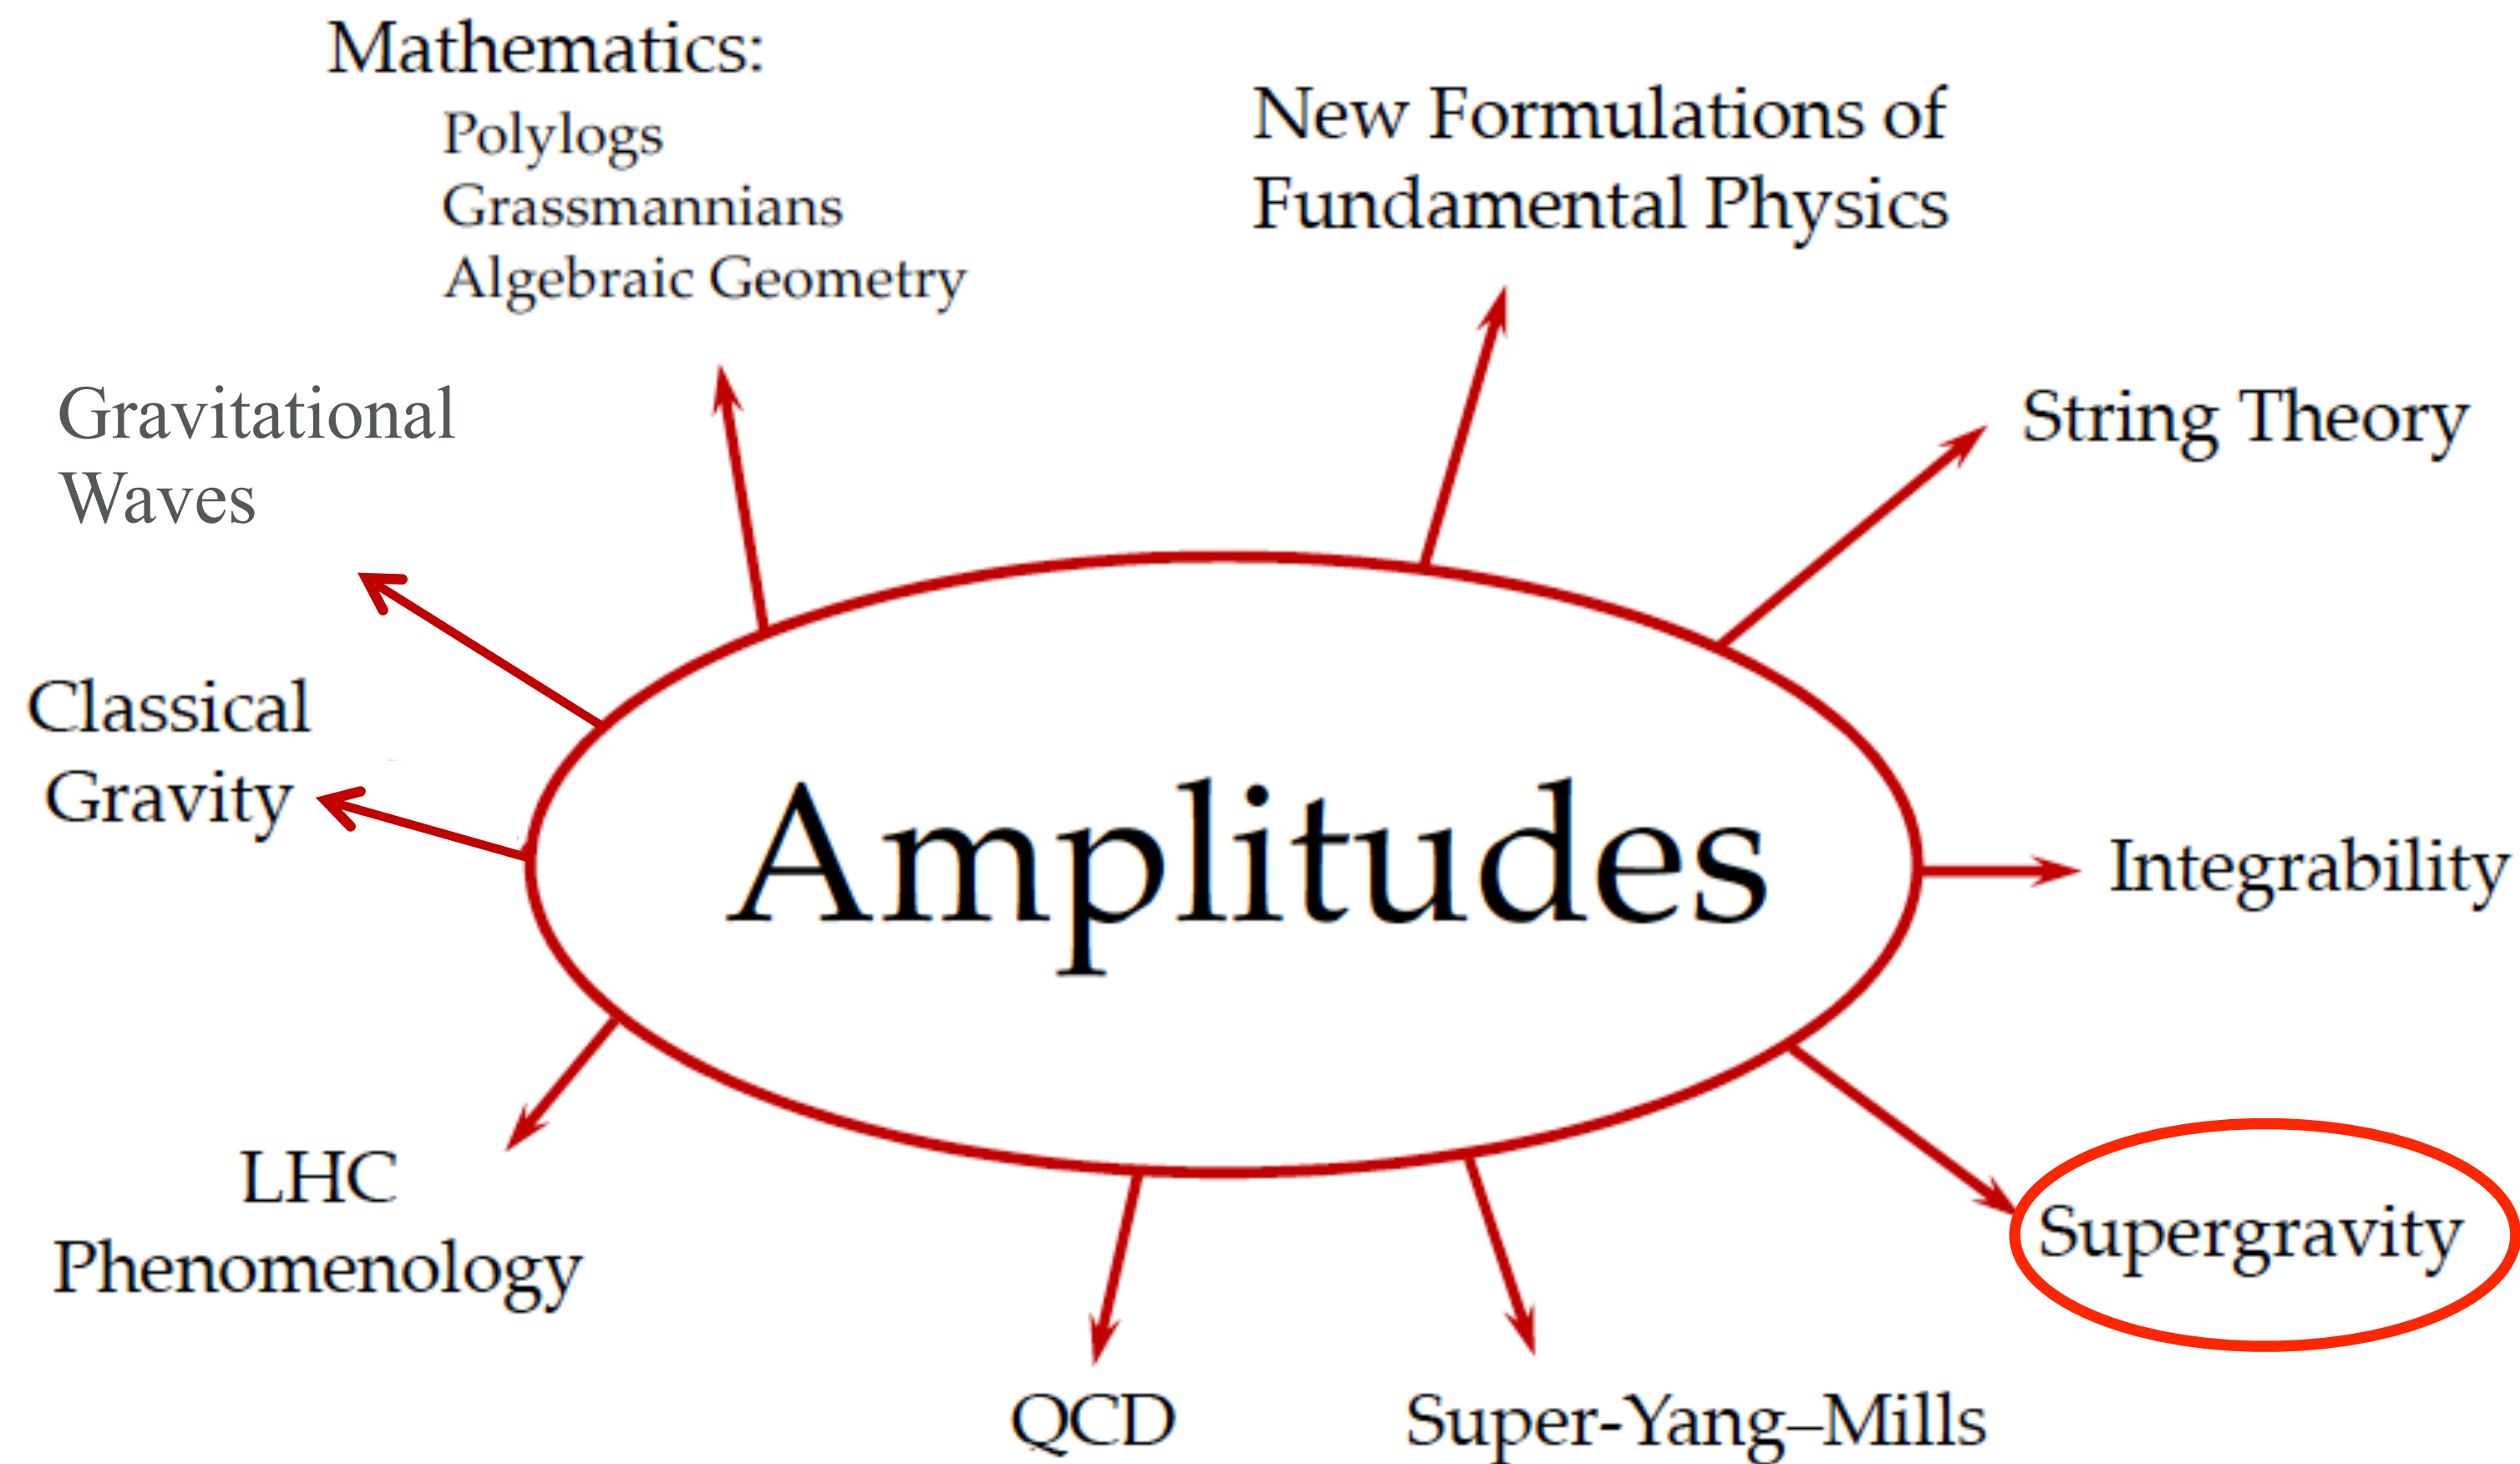 Mathematics:
Polylogs
Grassmannians
Algebraic Geometry
New Formulations of
Fundamental Physics
Gravitational
Waves
String Theory
Classical
Gravity
Amplitudes
Integrability
LHC
Phenomenology
Supergravity
QCD
Super-Yang–Mills